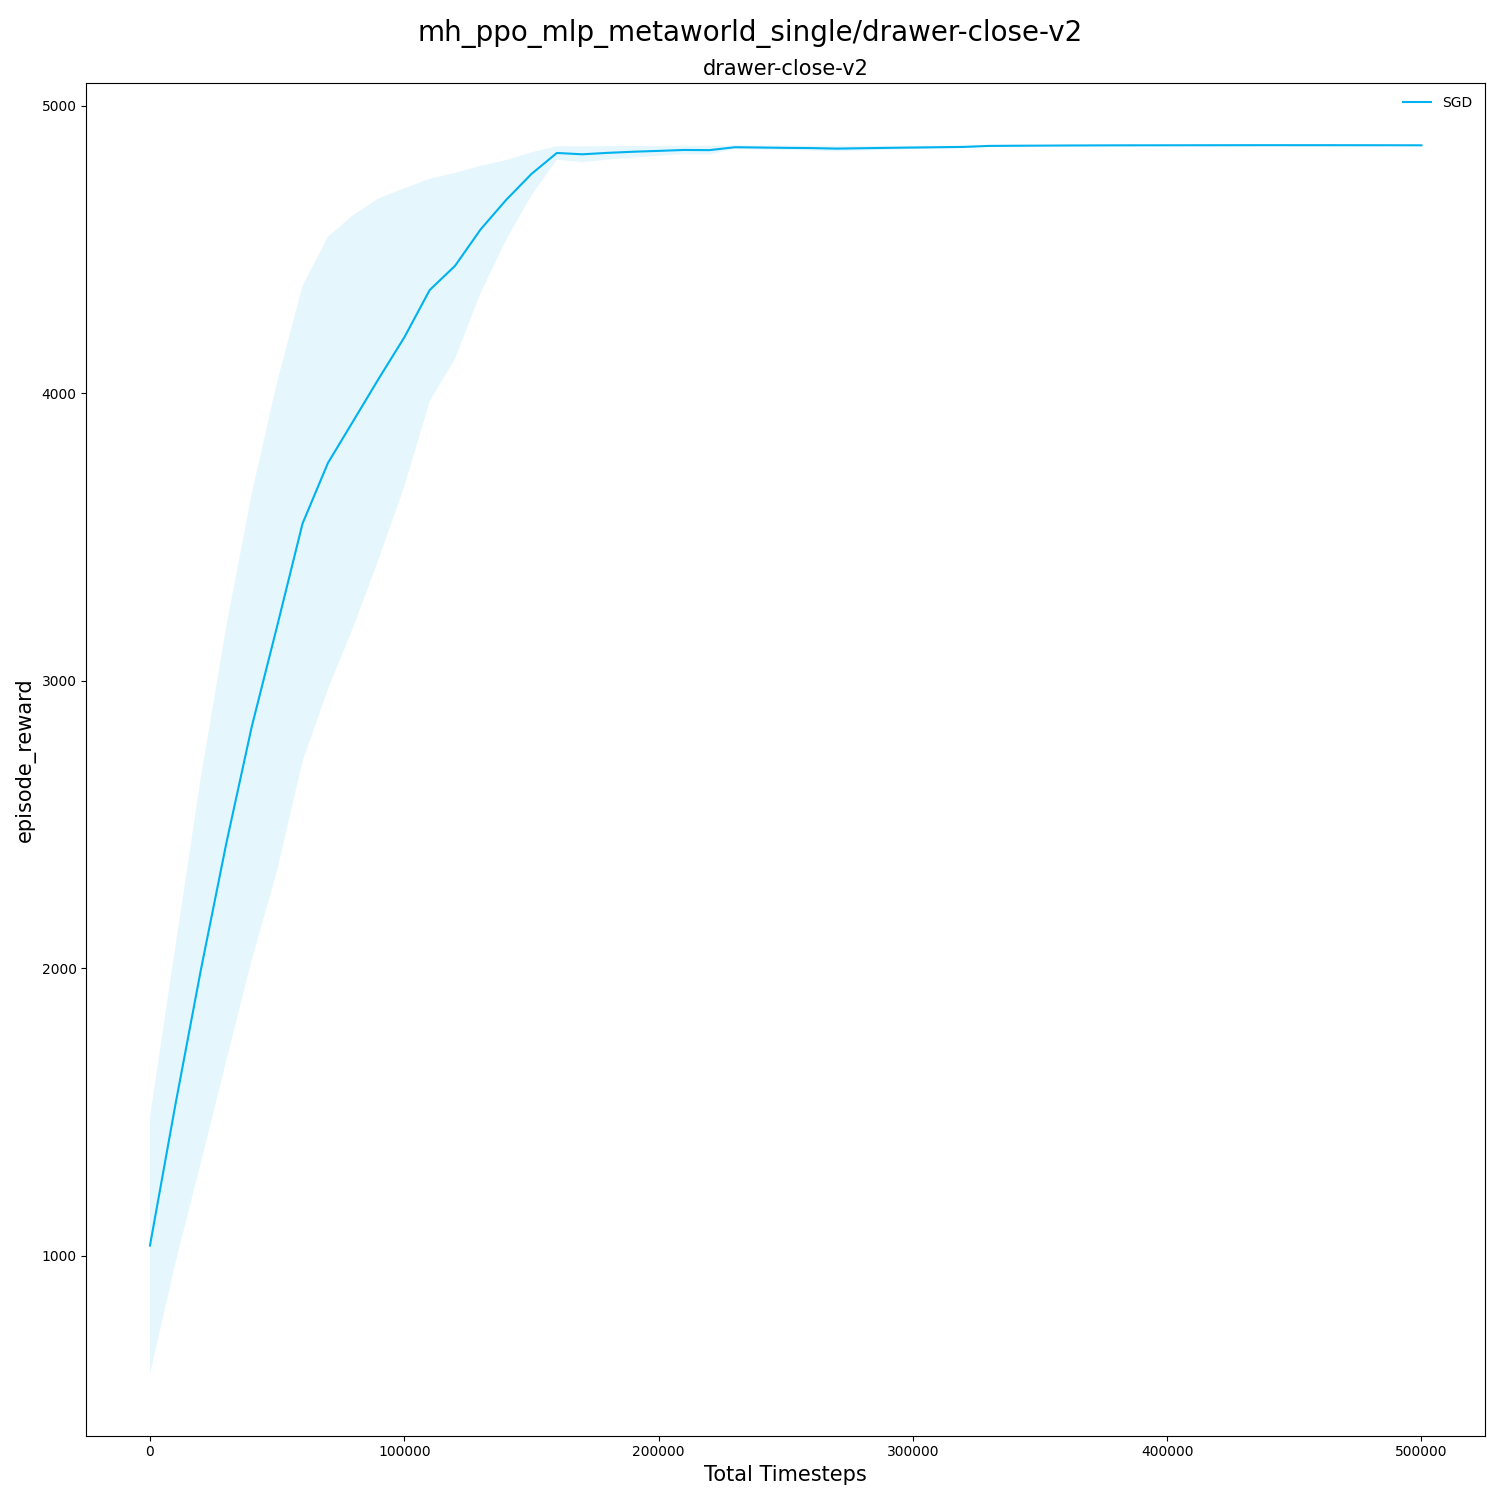 mh_ppo_mlp_metaworld_single/drawer-close-v2
drawer-close-v2
SGD
episode_reward
5000
4000
3000
2000
1000
0
100000
200000
300000
400000
500000
Total Timesteps